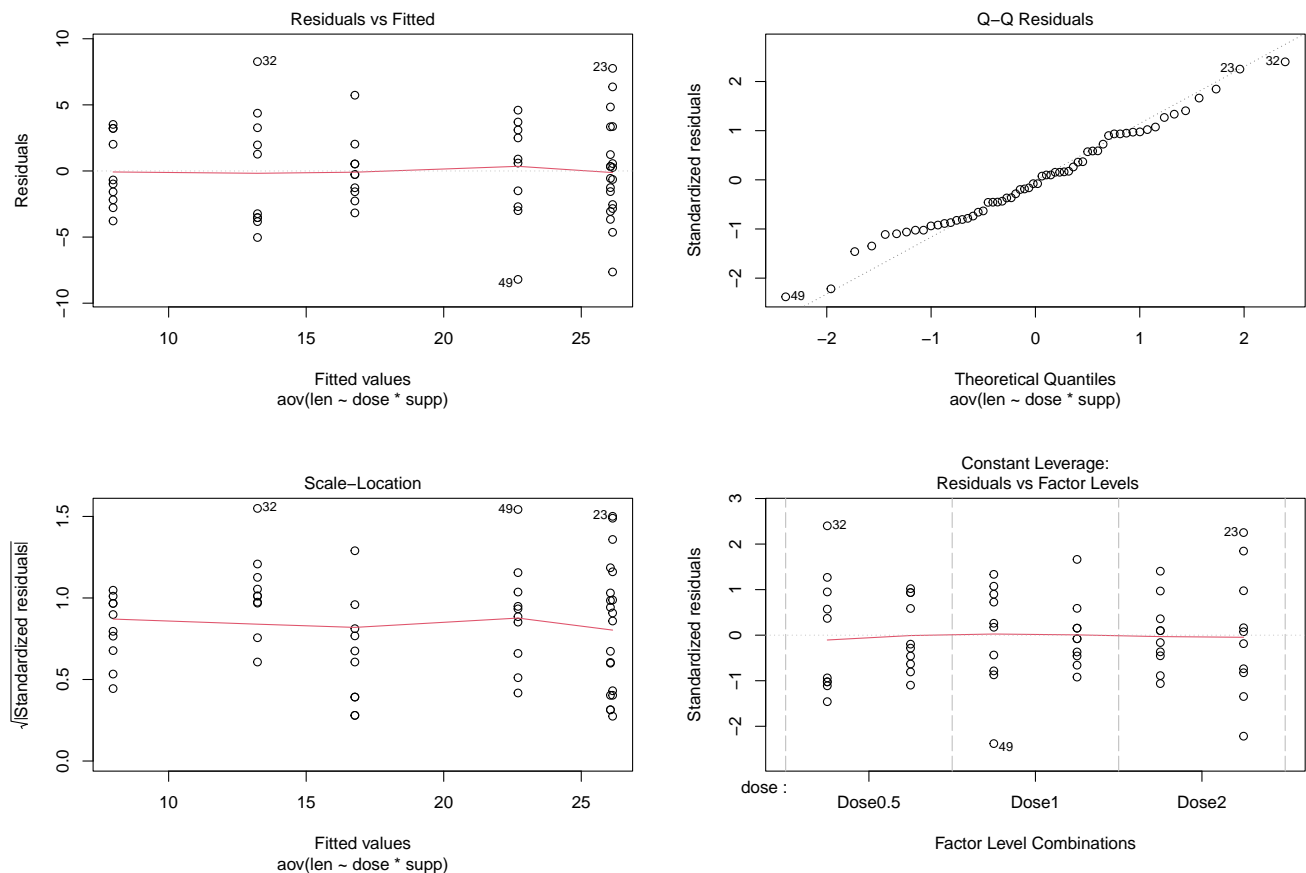 Residuals vs Fitted
10
5
0
−5
−10
Residuals
32
23
49
10 15 20 25
Fitted values
aov(len ~ dose * supp)
Q−Q Residuals
2
1
0
−1
−2
Standardized residuals
23
32
49
−2 −1 0 1 2
Theoretical Quantiles
aov(len ~ dose * supp)
Scale−Location
1.5
1.0
0.5
0.0
√|Standardized residuals|
32
49
23
10 15 20 25
Fitted values
aov(len ~ dose * supp)
Constant Leverage:
Residuals vs Factor Levels
3
2
1
0
−1
−2
Standardized residuals
32
23
49
dose :
Dose0.5 Dose1 Dose2
Factor Level Combinations